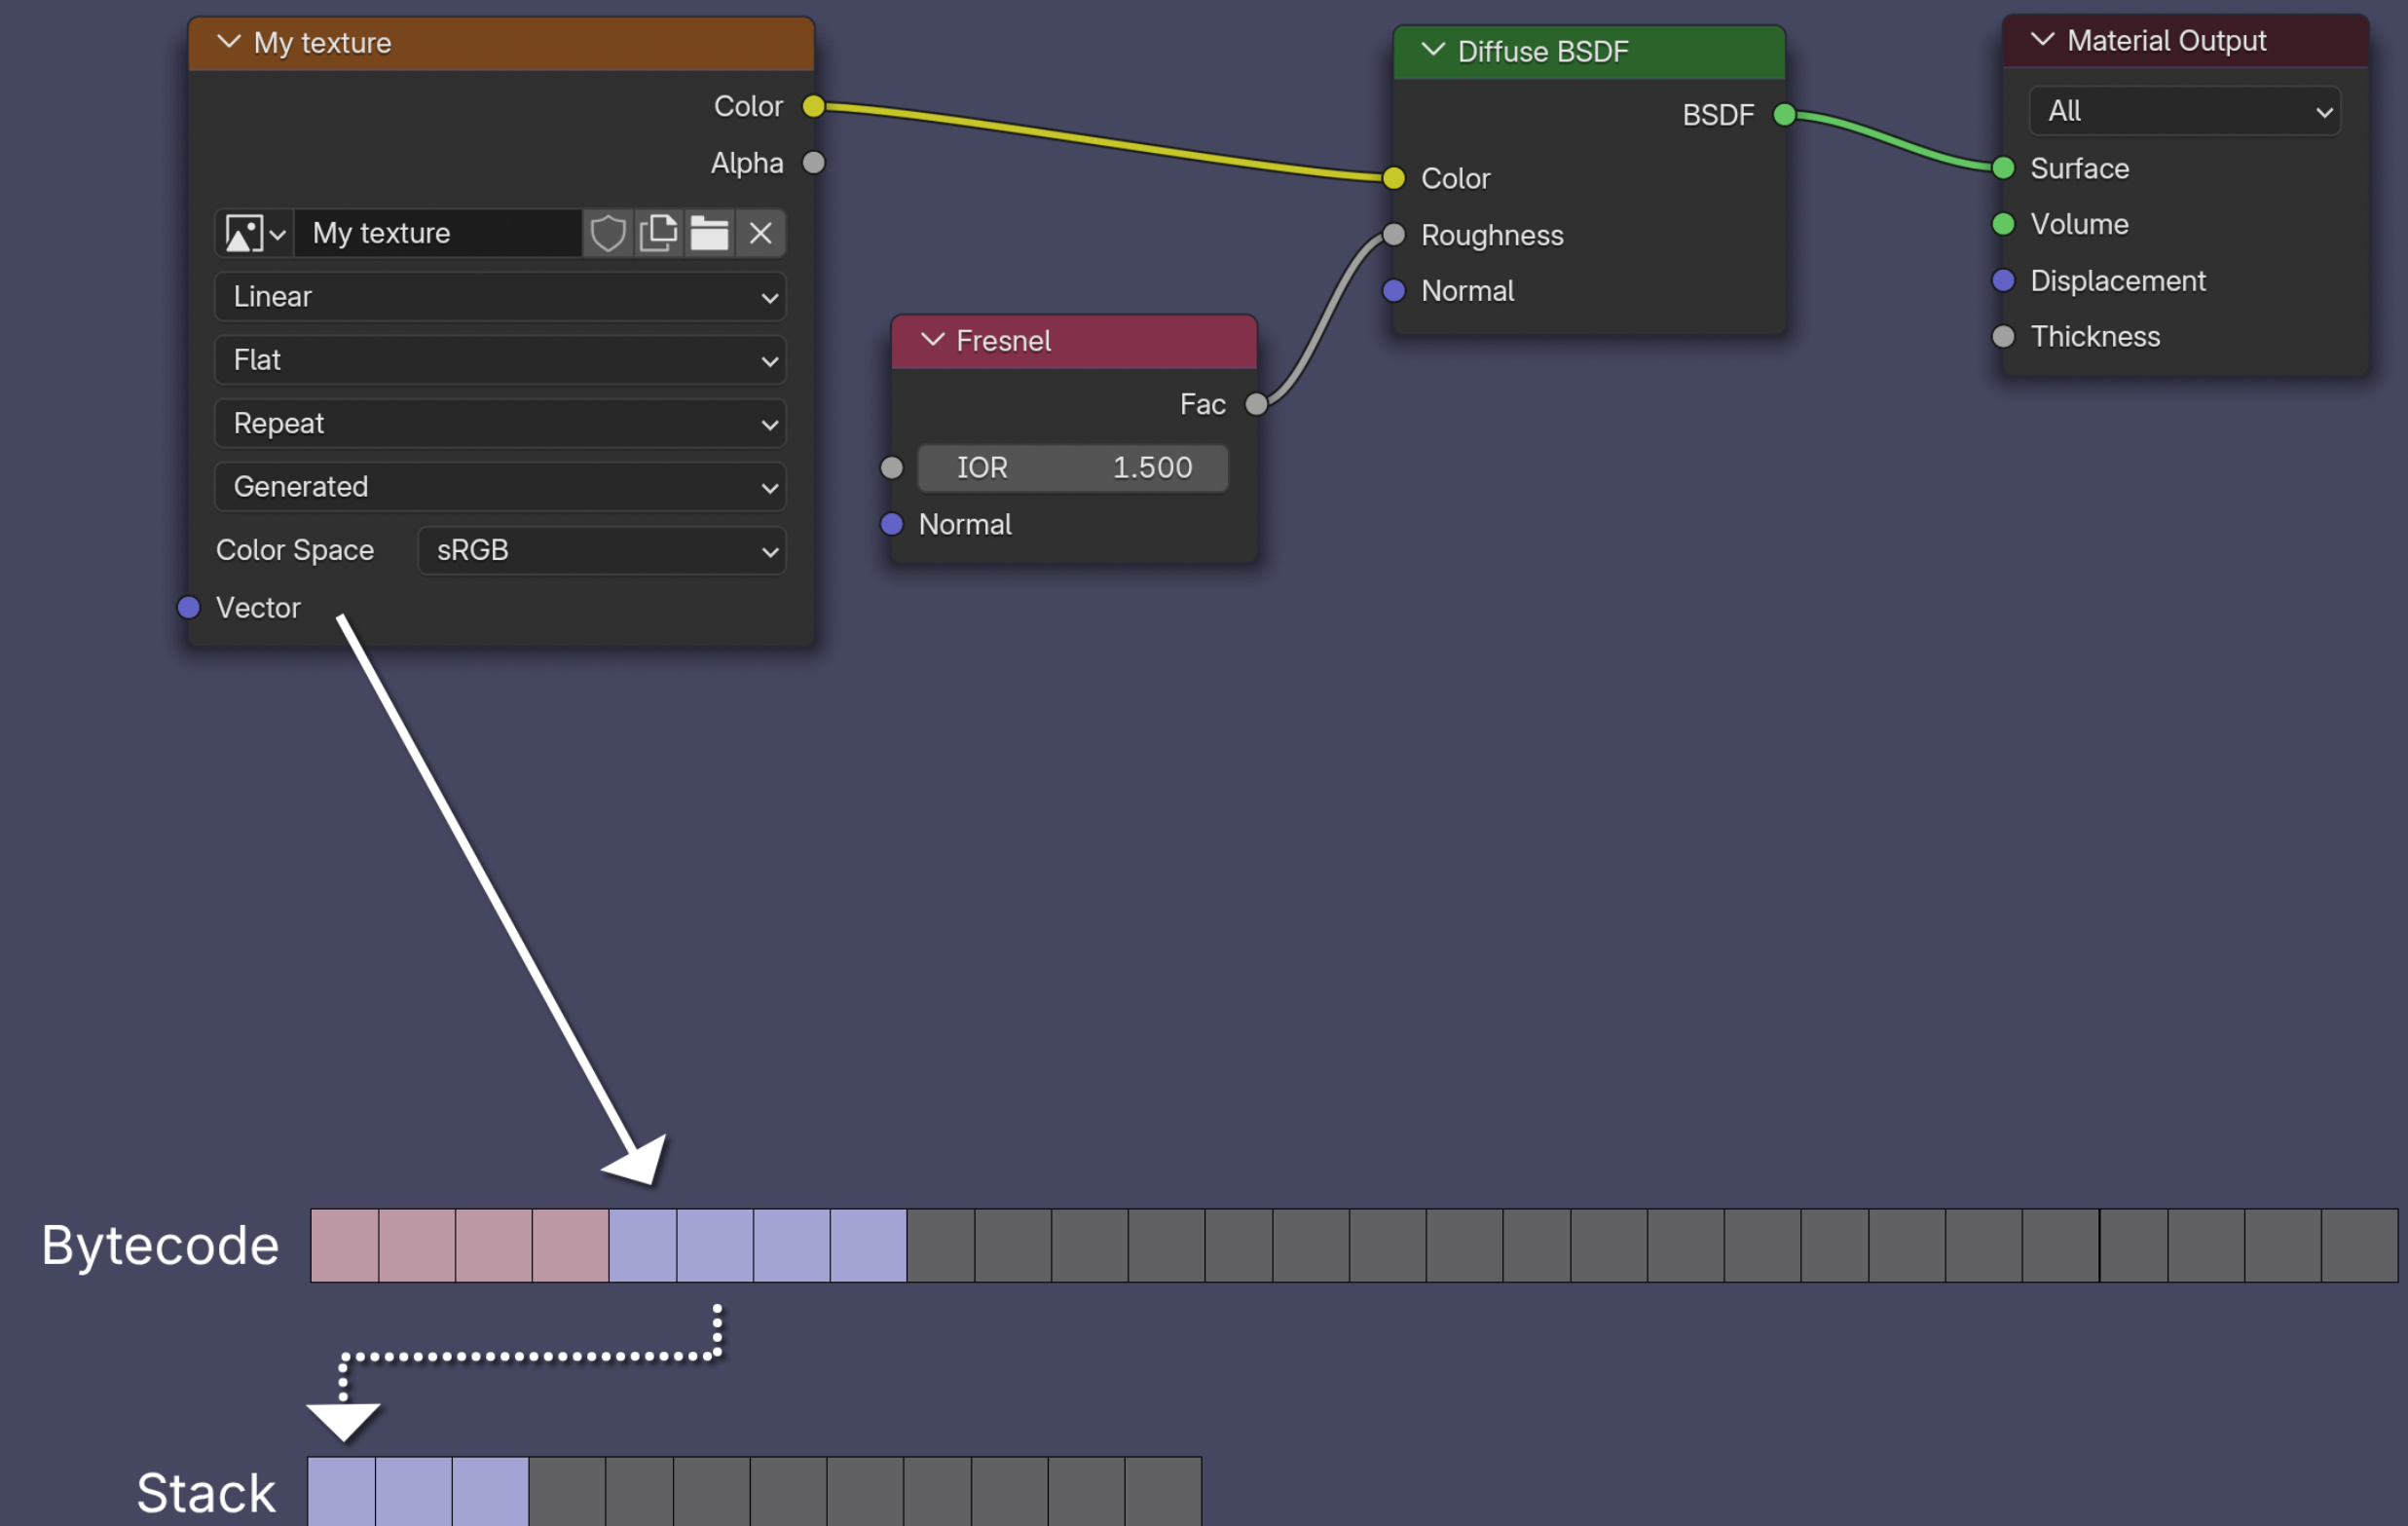 My texture
Color
Alpha
My texture
Linear
Flat
Repeat
Generated
Color Space sRGB
Vector
Fresnel
Fac
IOR 1.500
Normal
Diffuse BSDF
BSDF
Color
Roughness
Normal
Material Output
All
Surface
Volume
Displacement
Thickness
Bytecode
Stack